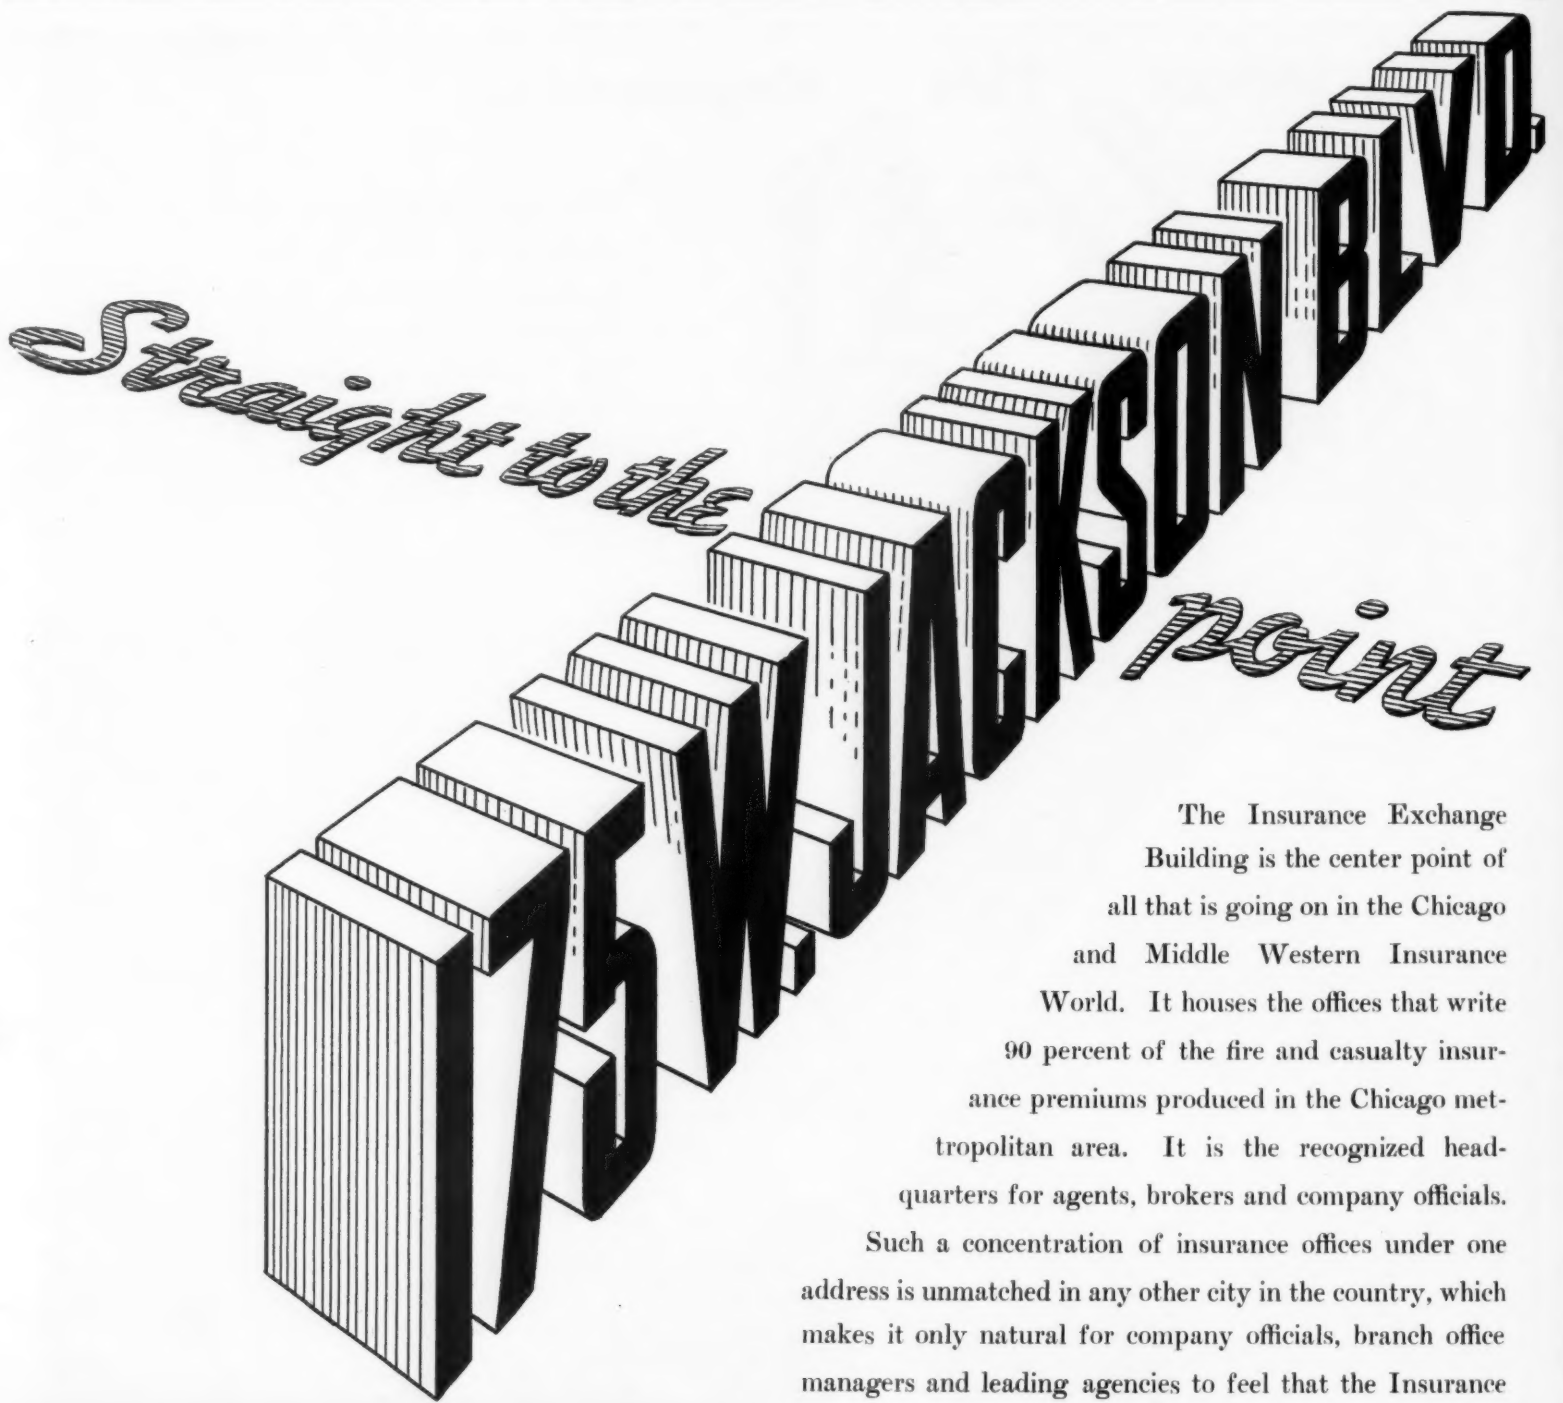 Straight to the
175 W. JACKSON BLVD.
point
The Insurance Exchange
Building is the center point of
all that is going on in the Chicago
and Middle Western Insurance
World. It houses the offices that write
90 percent of the fire and casualty insur-
ance premiums produced in the Chicago met-
tropolitan area. It is the recognized head-
quarters for agents, brokers and company officials.
Such a concentration of insurance offices under one
address is unmatched in any other city in the country, which
makes it only natural for company officials, branch office
managers and leading agencies to feel that the Insurance